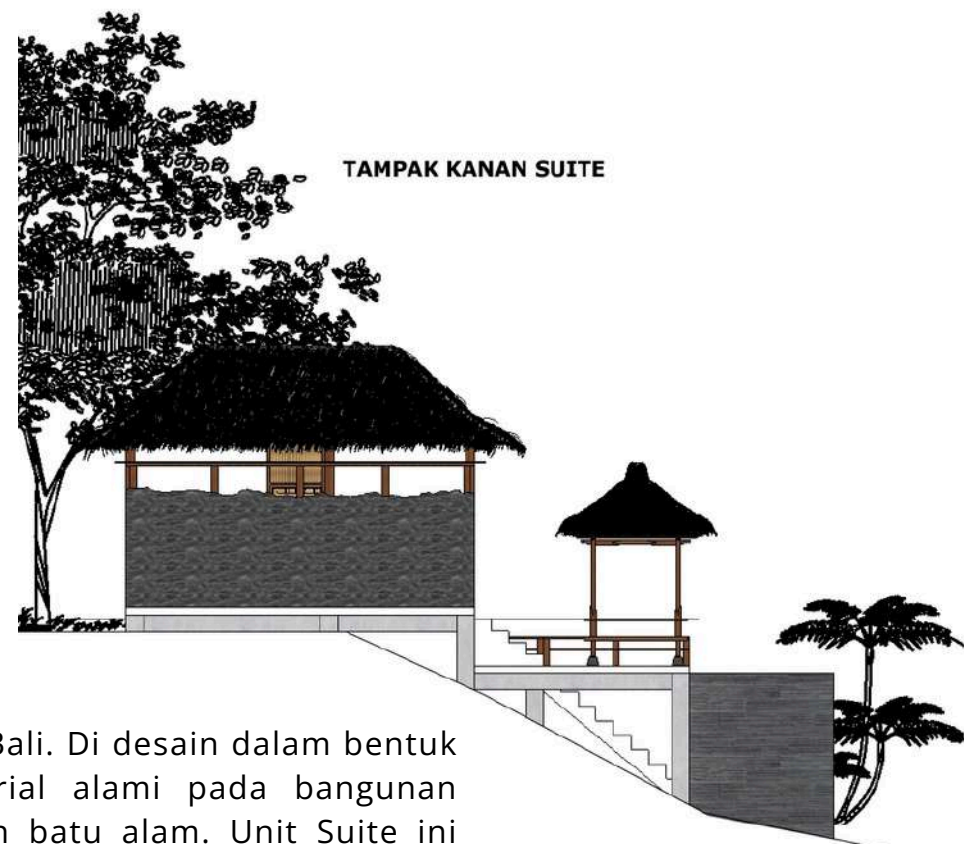 TAMPAK KANAN SUITE
Bali. Di desain dalam bentuk
rial alami pada bangunan
batu alam. Unit Suite ini